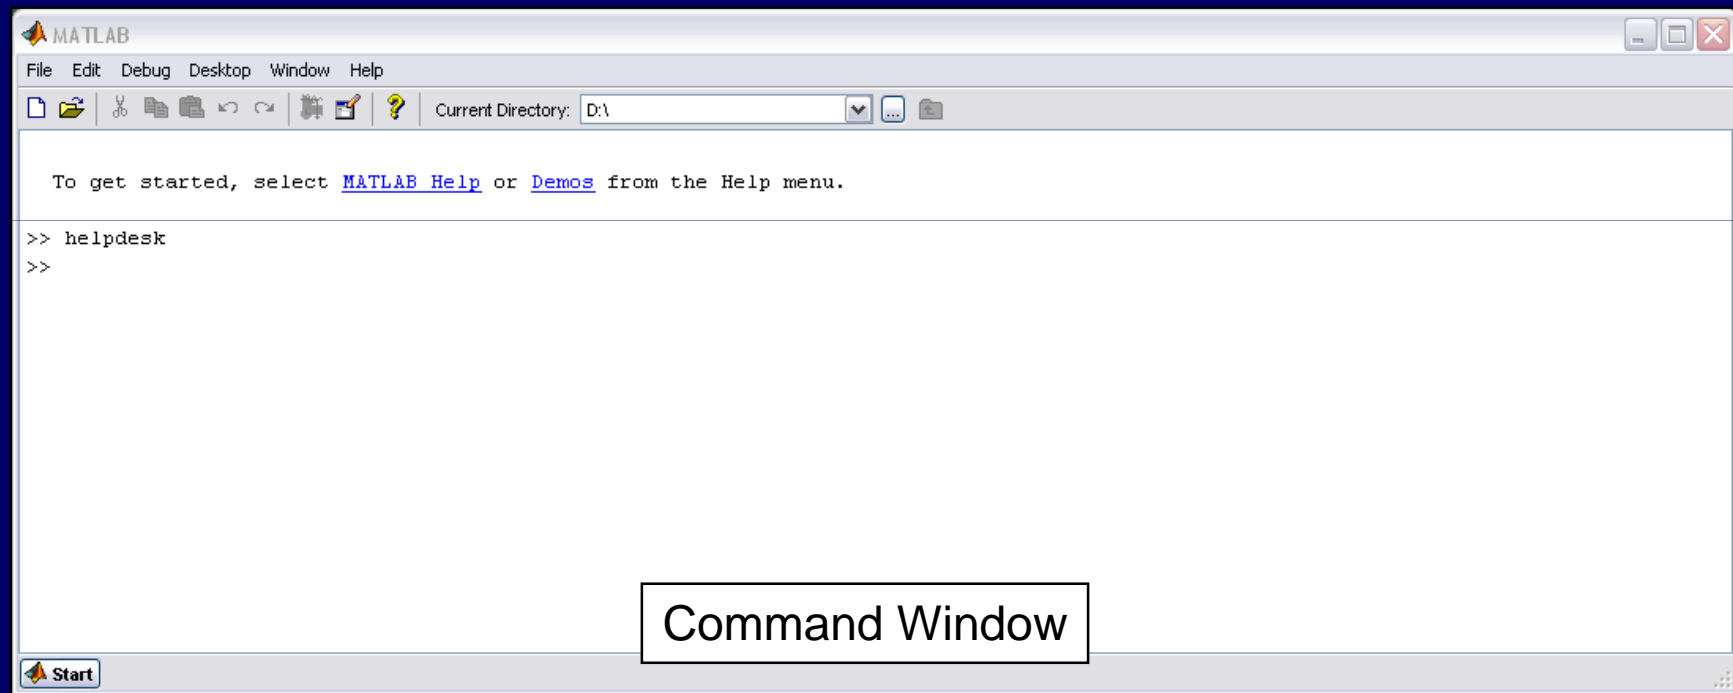 MATLAB
File Edit Debug Desktop Window Help
Current Directory: D:\ ...
To get started, select MATLAB Help or Demos from the Help menu.
>> helpdesk
>>
Command Window
Start